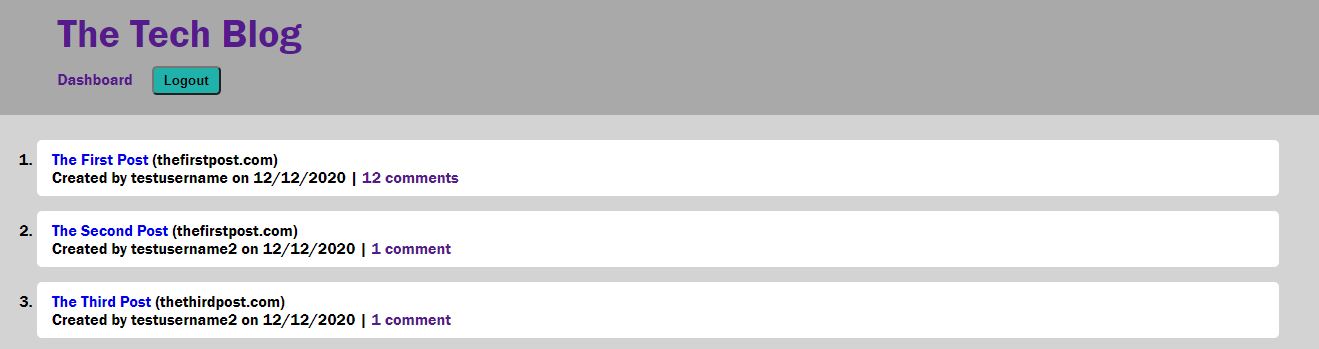 The Tech Blog
Dashboard Logout
1. The First Post (thefirstpost.com)
Created by testusername on 12/12/2020 | 12 comments
2. The Second Post (thefirstpost.com)
Created by testusername2 on 12/12/2020 | 1 comment
3. The Third Post (thethirdpost.com)
Created by testusername2 on 12/12/2020 | 1 comment